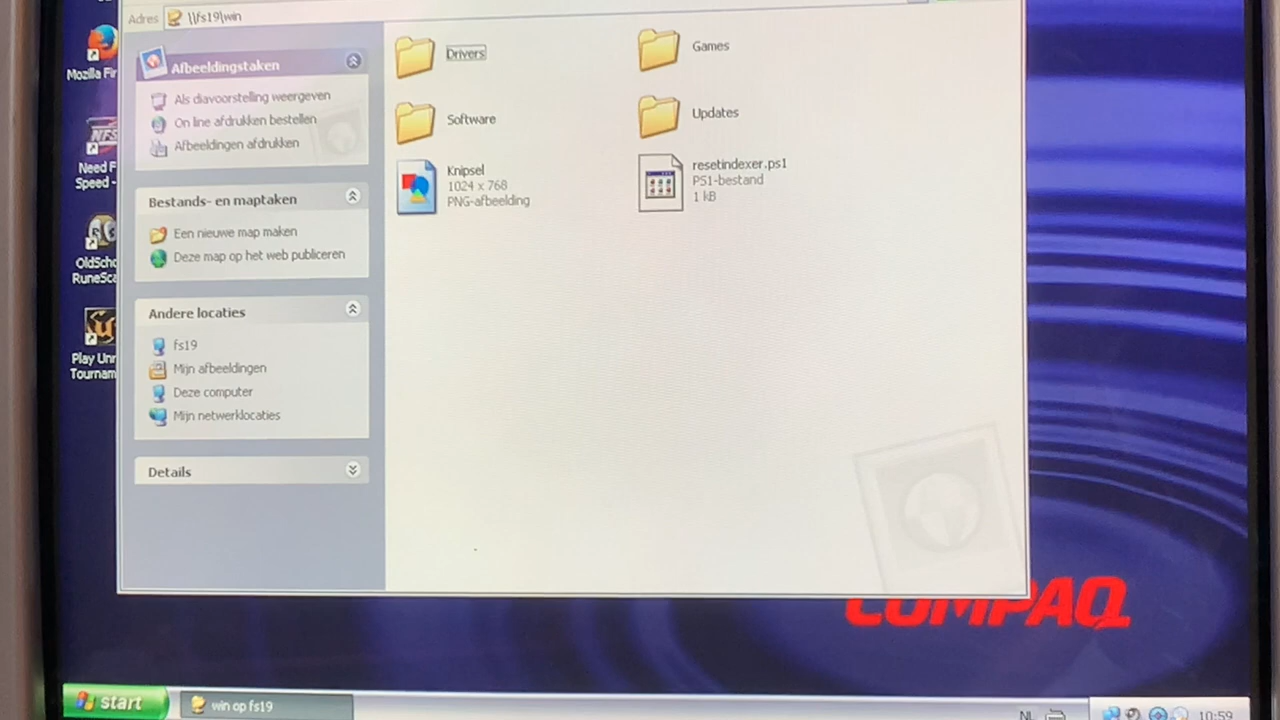 Adres \\fs19\win
Mozilla Fir
Need F
Speed -
OldScho
RuneSca
Play Unr
Tournam
Afbeeldingstaken
Als diavoorstelling weergeven
On line afdrukken bestellen
Afbeeldingen afdrukken
Bestands- en maptaken
Een nieuwe map maken
Deze map op het web publiceren
Andere locaties
fs19
Mijn afbeeldingen
Deze computer
Mijn netwerklocaties
Details
Drivers
Games
Software
Updates
Knipsel
1024 x 768
PNG-afbeelding
resetindexer.ps1
PS1-bestand
1 kB
COMPAQ
start
win op fs19
NL
10:59